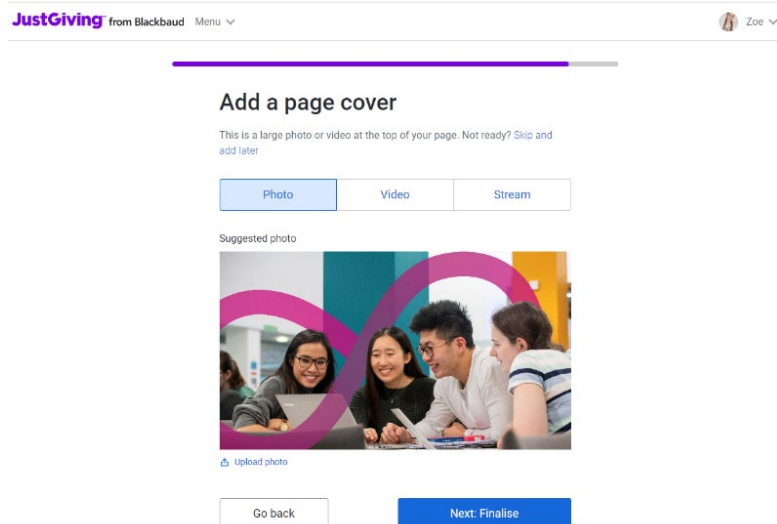 JustGiving from Blackbaud Menu Zoe
Add a page cover
This is a large photo or video at the top of your page. Not ready? Skip and
add later
Photo Video Stream
Suggested photo
Upload photo
Go back Next: Finalise